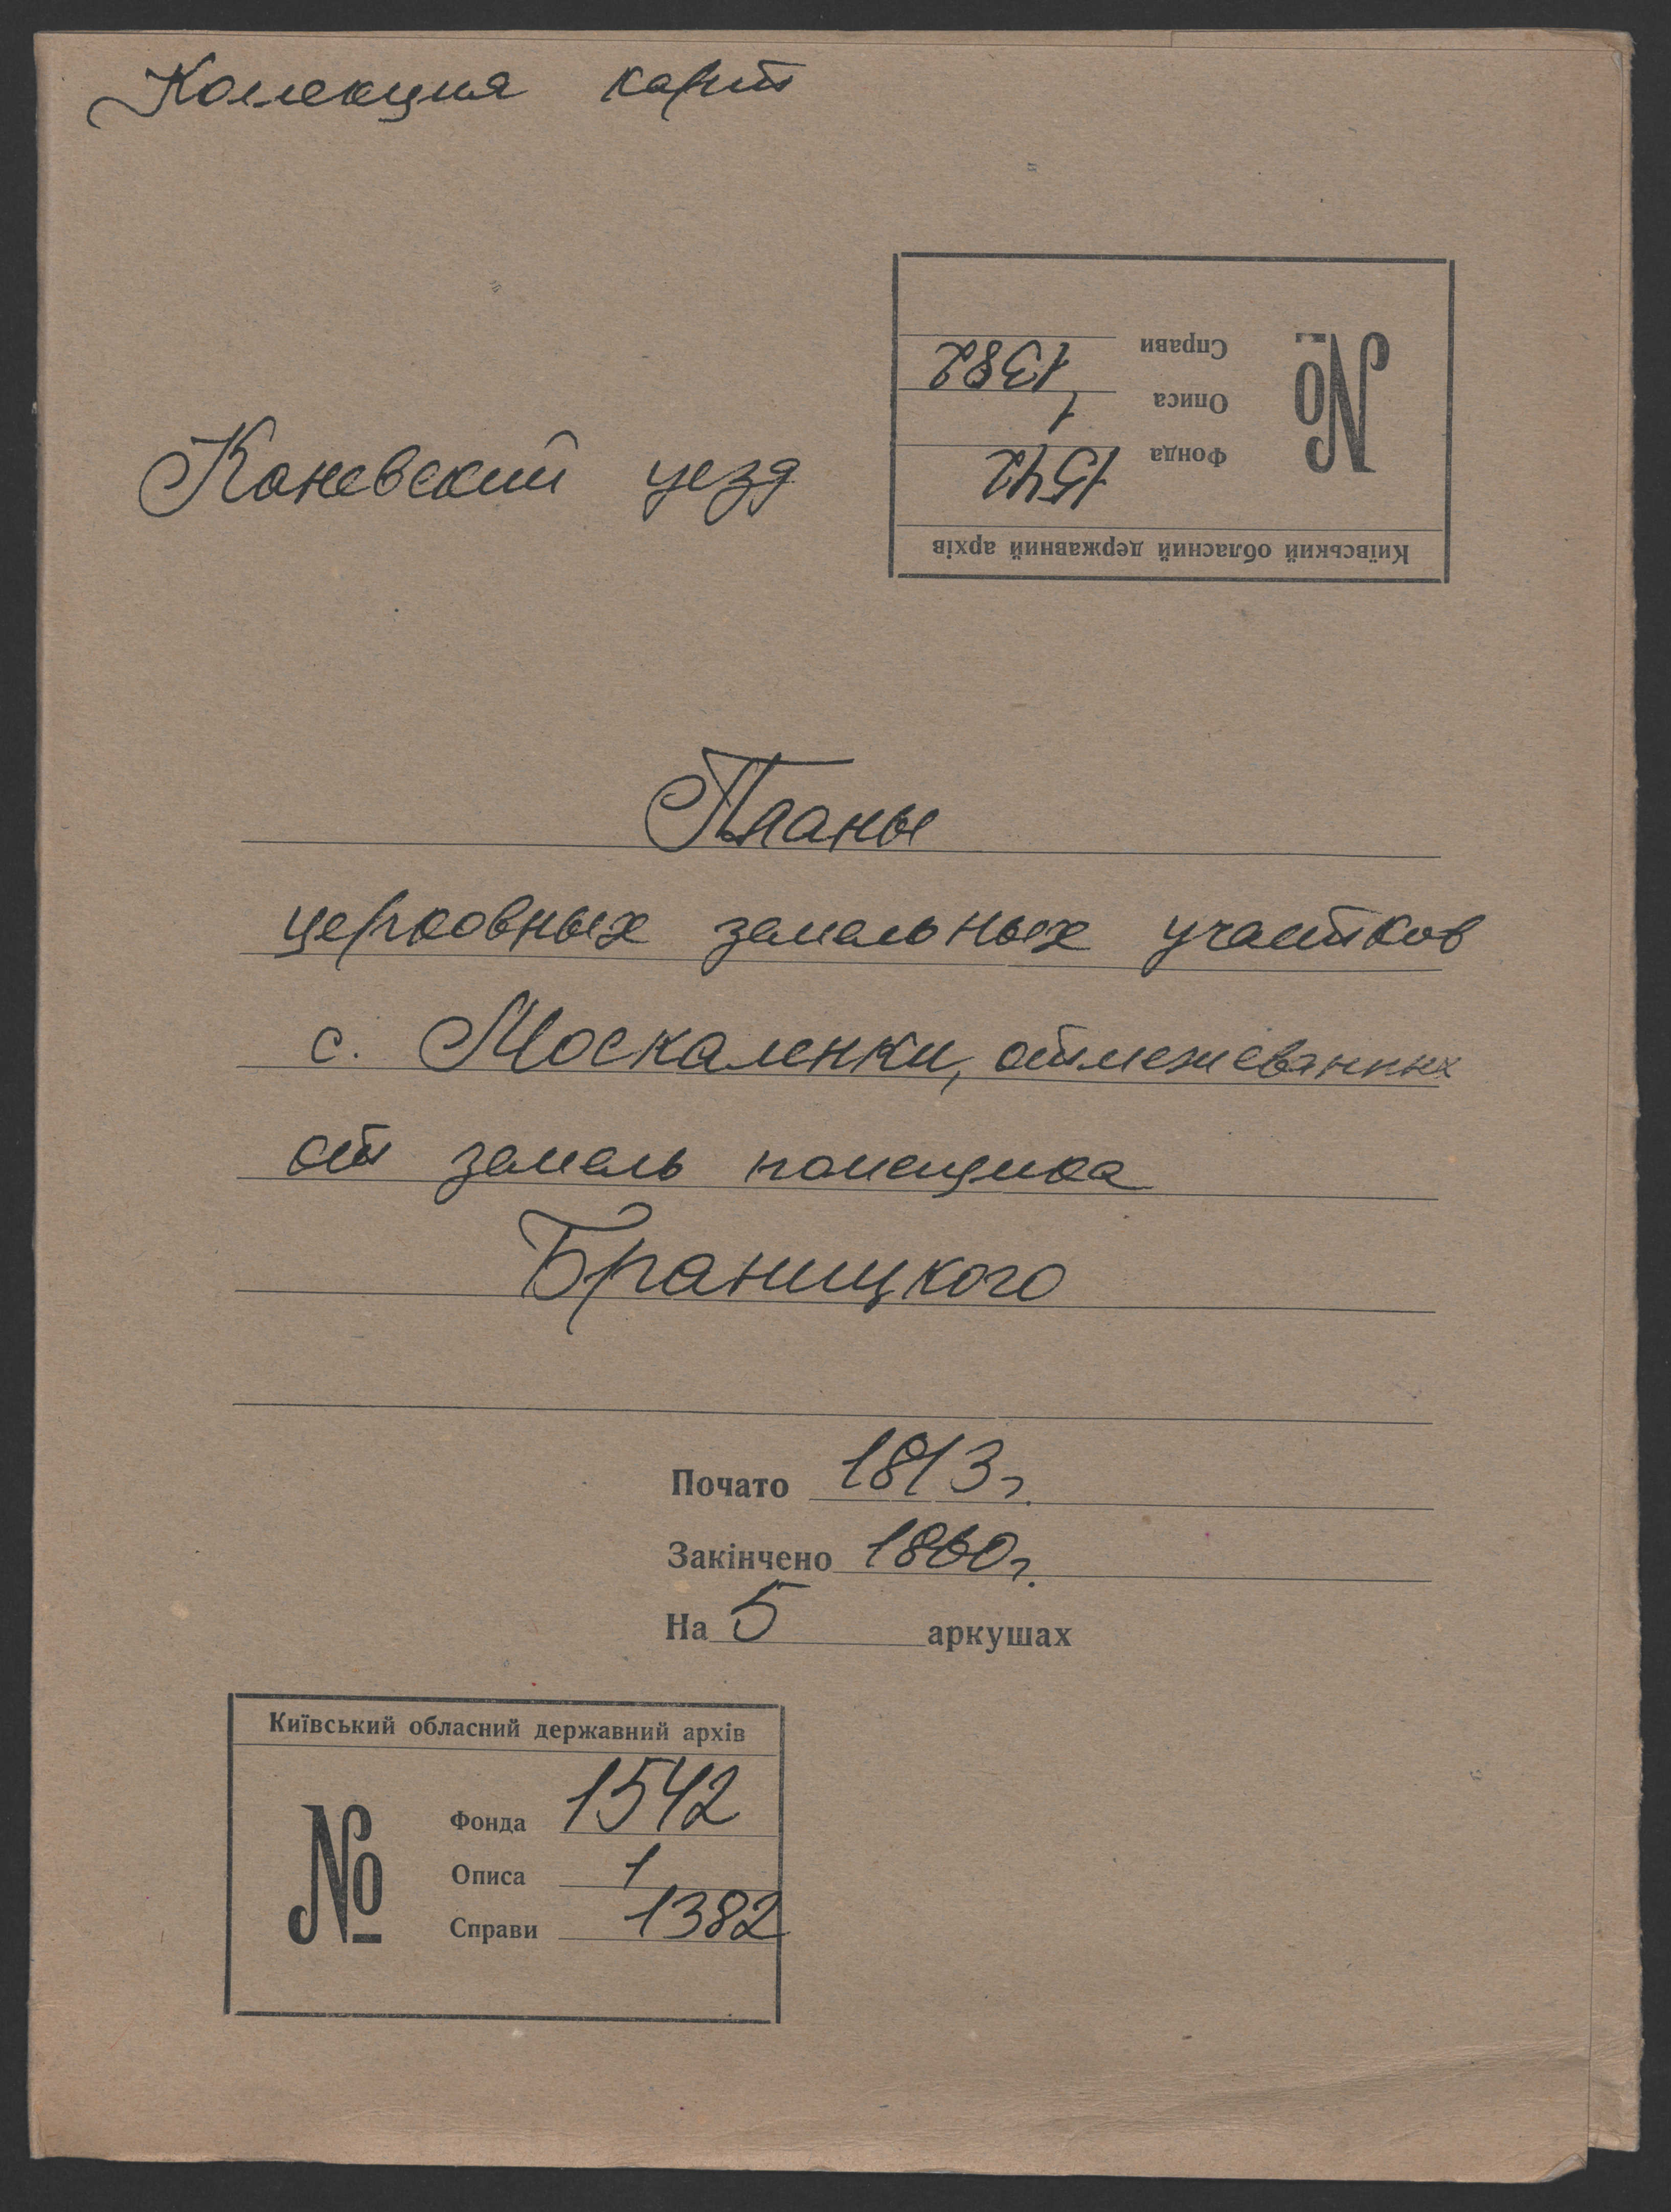 Коллекция карт
Каневский уезд
Київський обласний державний архів
№
Фонда 1542
Описа 1
Справи 1382
Планы
церковных земельных участков
с. Москаленки, отмежеванных
от земель помещика
Браницкого
Почато 1813 г.
Закінчено 1860 г.
На 5 аркушах
Київський обласний державний архів
№
Фонда 1542
Описа 1
Справи 1382